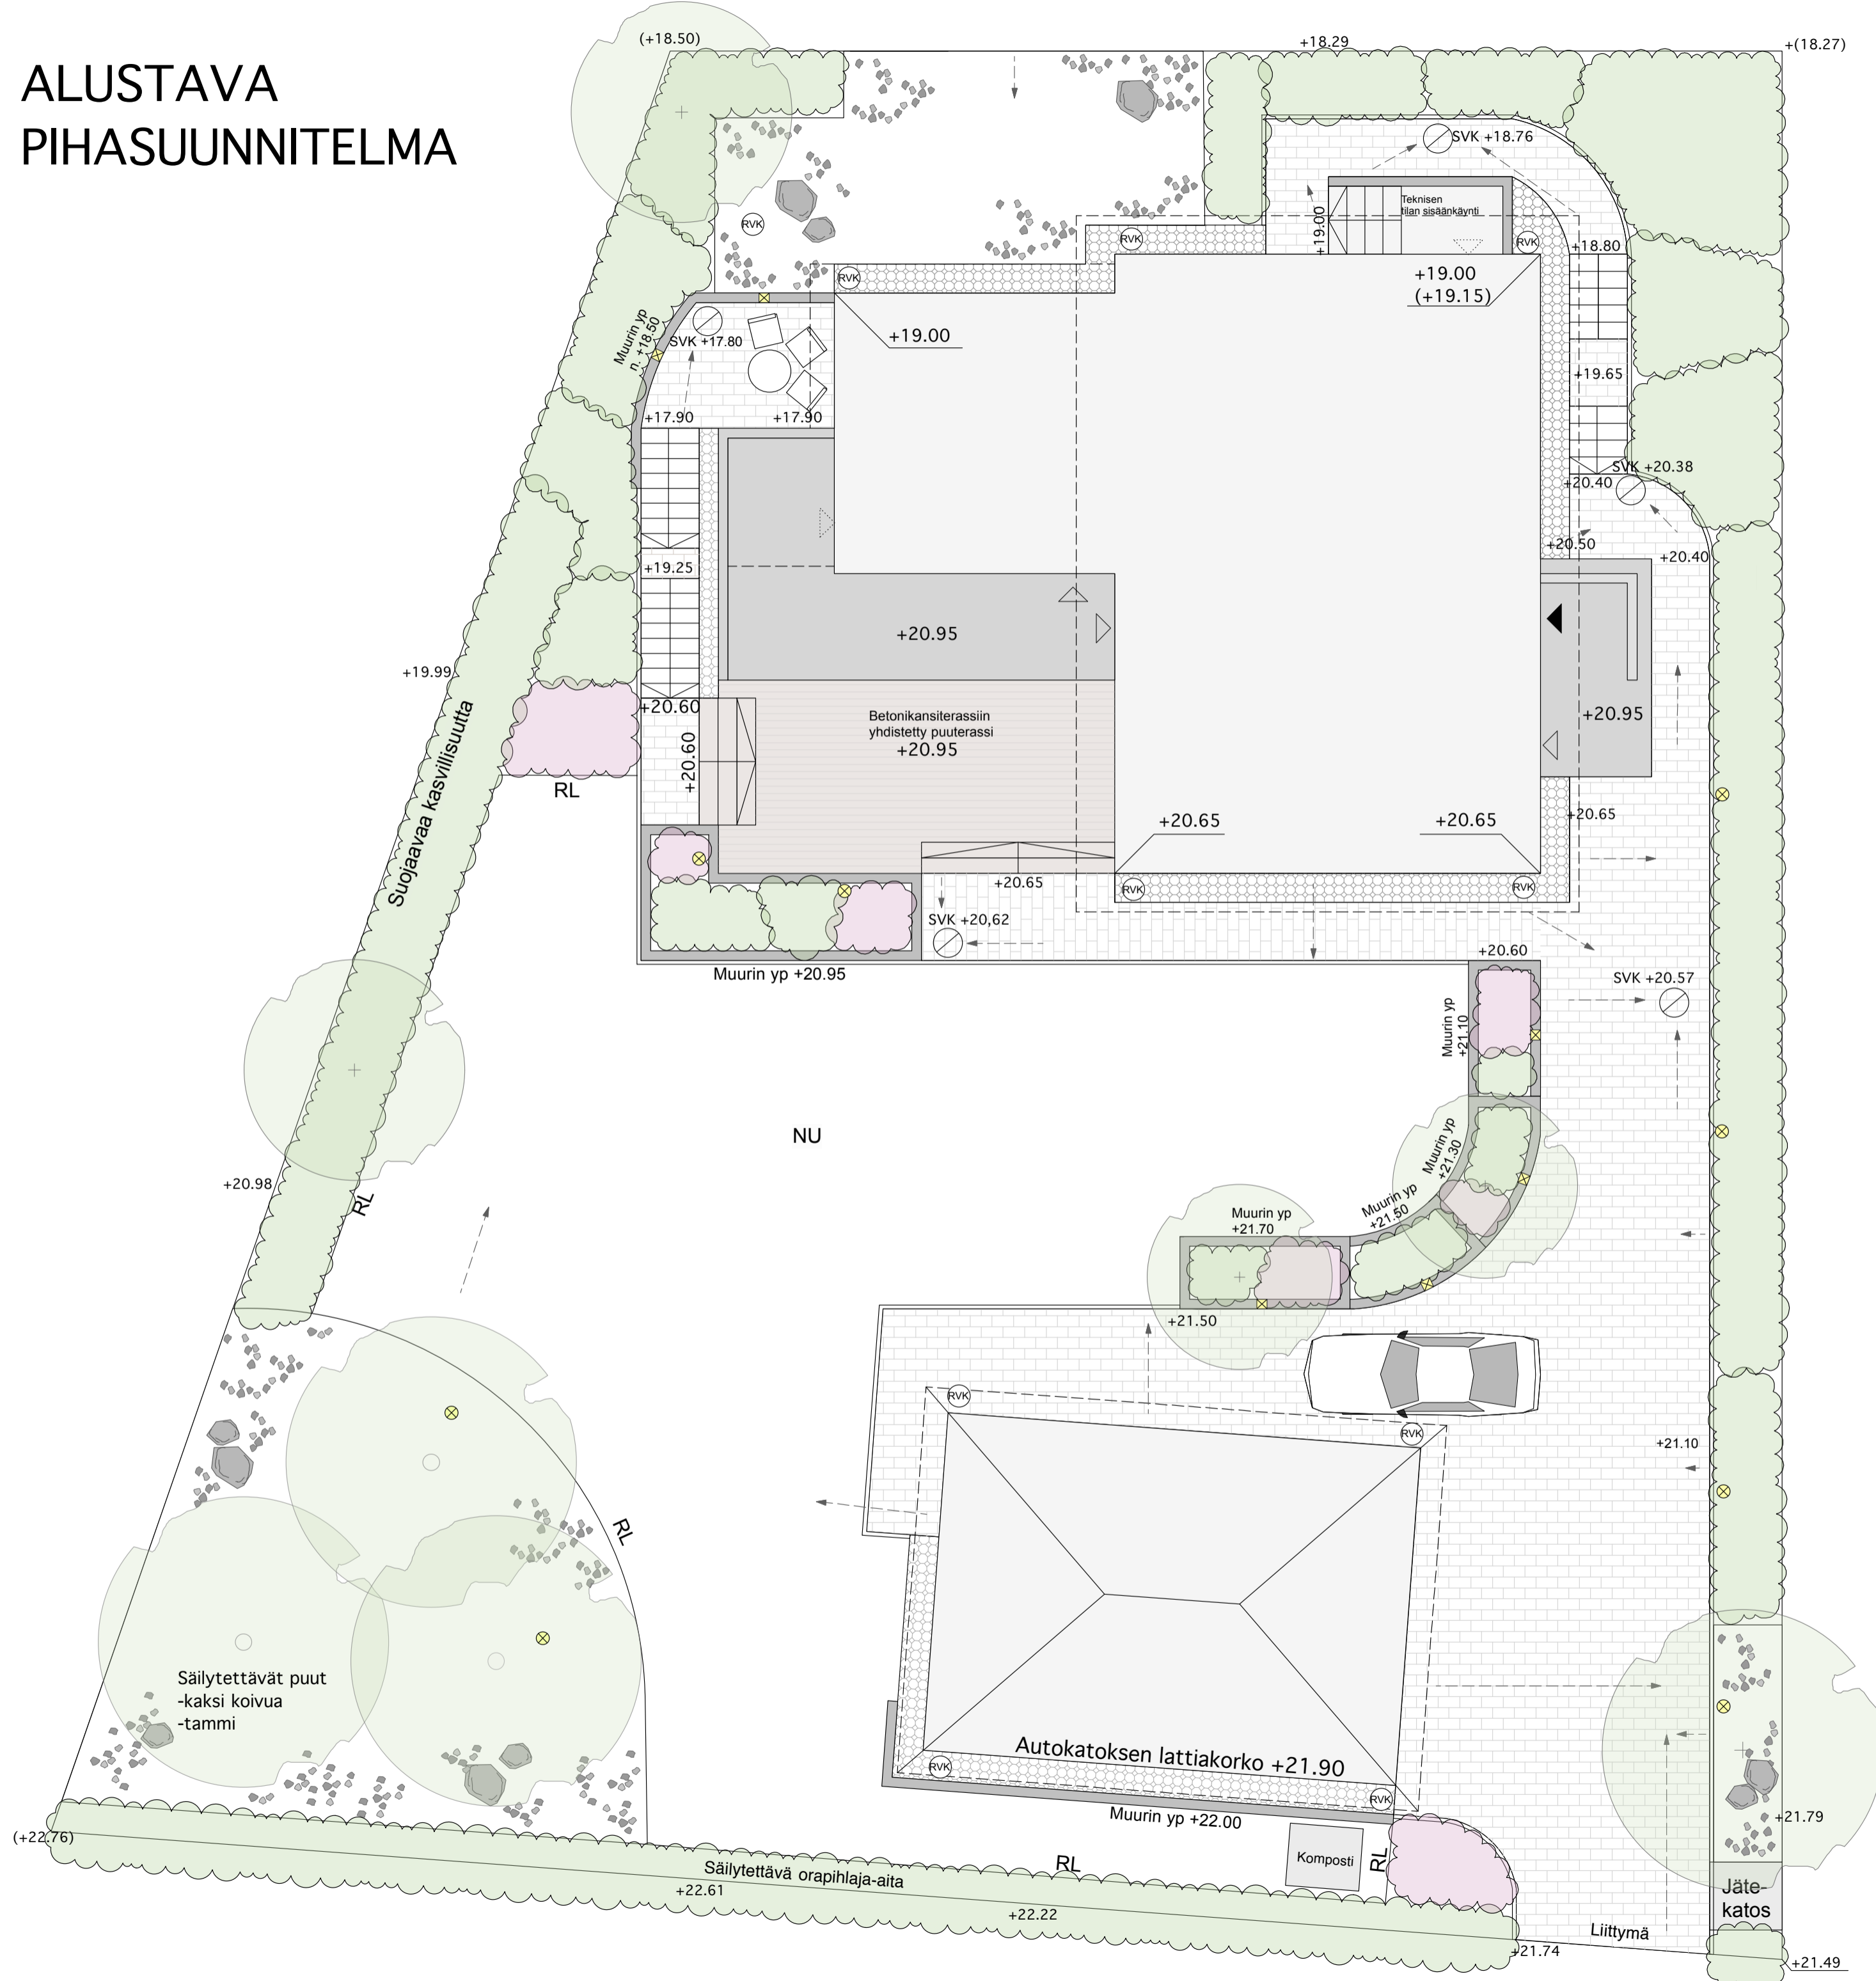 ALUSTAVA
PIHASUUNNITELMA
(+18.50)
+18.29
+(18.27)
SVK +18.76
Teknisen
tilan sisäänkäynti
+19.00
RVK
RVK
RVK
RVK
+18.80
+19.00
(+19.15)
Muurin yp
n. +18.50
SVK +17.80
+19.00
+19.65
+17.90
+17.90
SVK +20.38
+20.40
+20.50
+20.40
+19.25
+20.95
+19.99
+20.60
+20.60
Betonikansiterassiin
yhdistetty puuterassi
+20.95
+20.95
Suojaavaa kasvillisuutta
RL
+20.65
+20.65
+20.65
+20.65
RVK
RVK
SVK +20,62
Muurin yp +20.95
+20.60
SVK +20.57
Muurin yp
+21.10
NU
Muurin yp
+21.30
Muurin yp
+21.50
Muurin yp
+21.70
+20.98
RL
+21.50
RVK
RVK
+21.10
RL
Säilytettävät puut
-kaksi koivua
-tammi
Autokatoksen lattiakorko +21.90
RVK
RVK
Muurin yp +22.00
+21.79
(+22.76)
Säilytettävä orapihlaja-aita
RL
Komposti
RL
+22.61
+22.22
Jäte-
katos
Liittymä
+21.74
+21.49